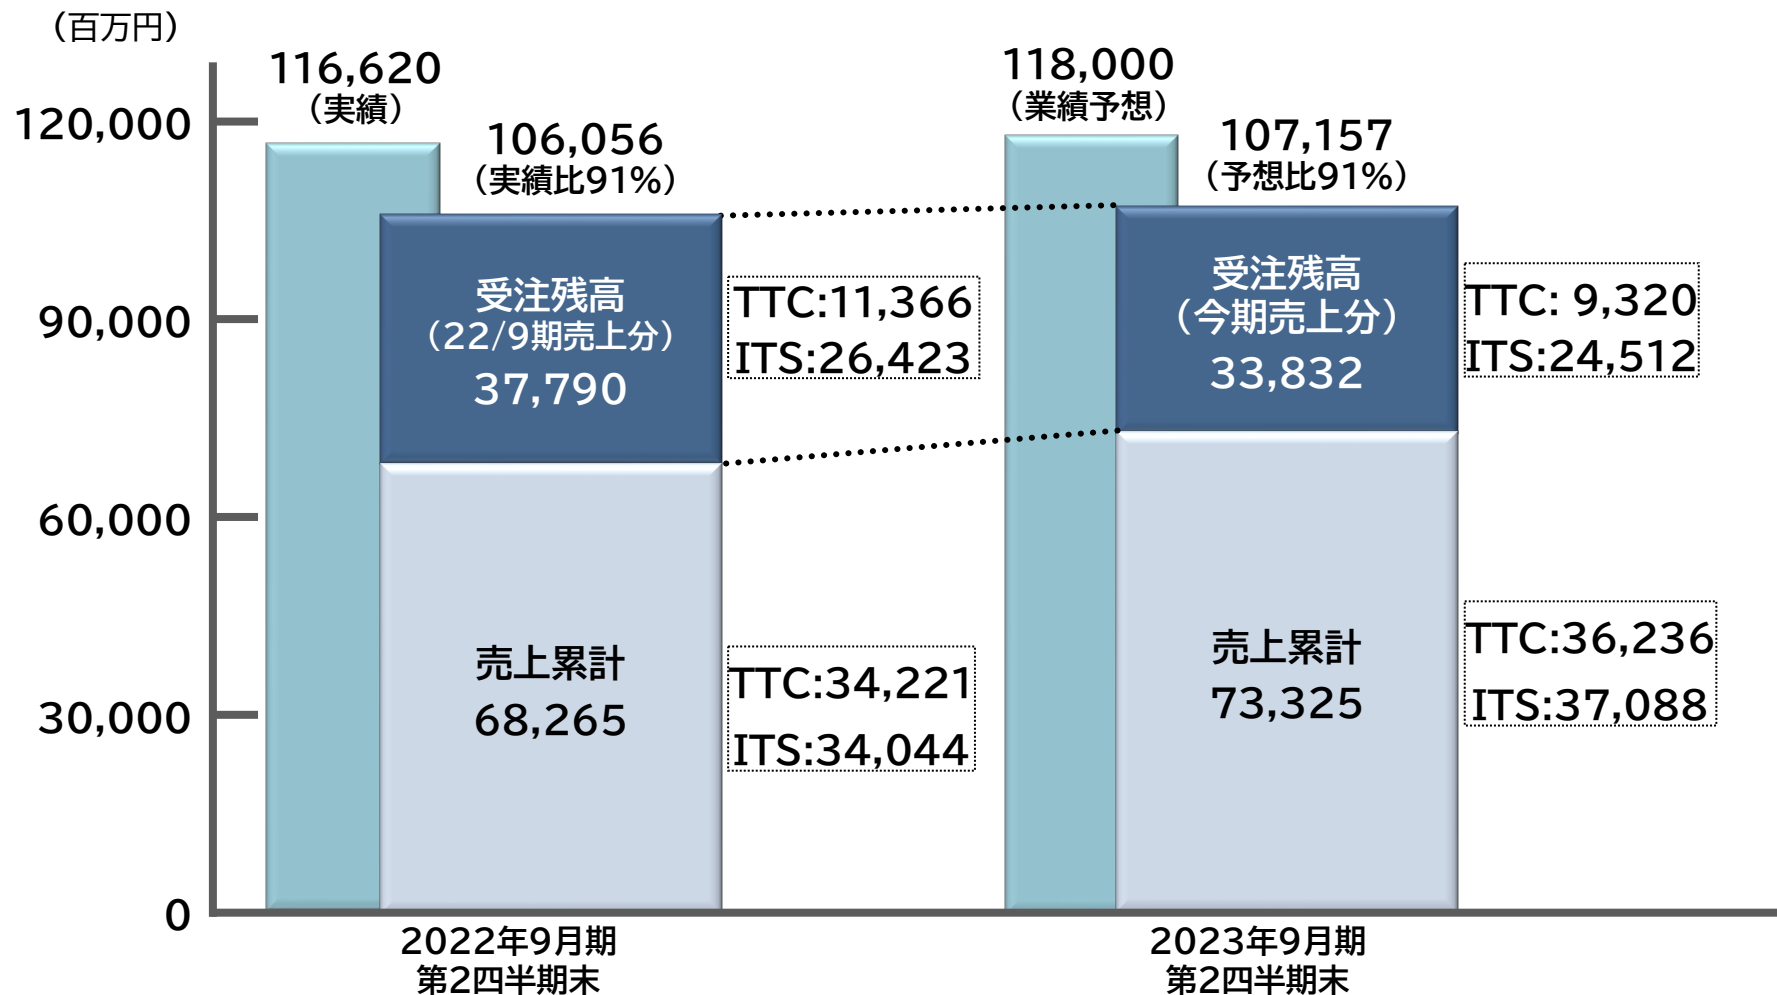 （百万円）
120,000
90,000
60,000
30,000
0
116,620
（実績）
106,056
（実績比91%）
受注残高
（22/9期売上分）
37,790
TTC:11,366
ITS:26,423
売上累計
68,265
TTC:34,221
ITS:34,044
2022年9月期
第2四半期末
118,000
（業績予想）
107,157
（予想比91%）
受注残高
（今期売上分）
33,832
TTC: 9,320
ITS:24,512
売上累計
73,325
TTC:36,236
ITS:37,088
2023年9月期
第2四半期末